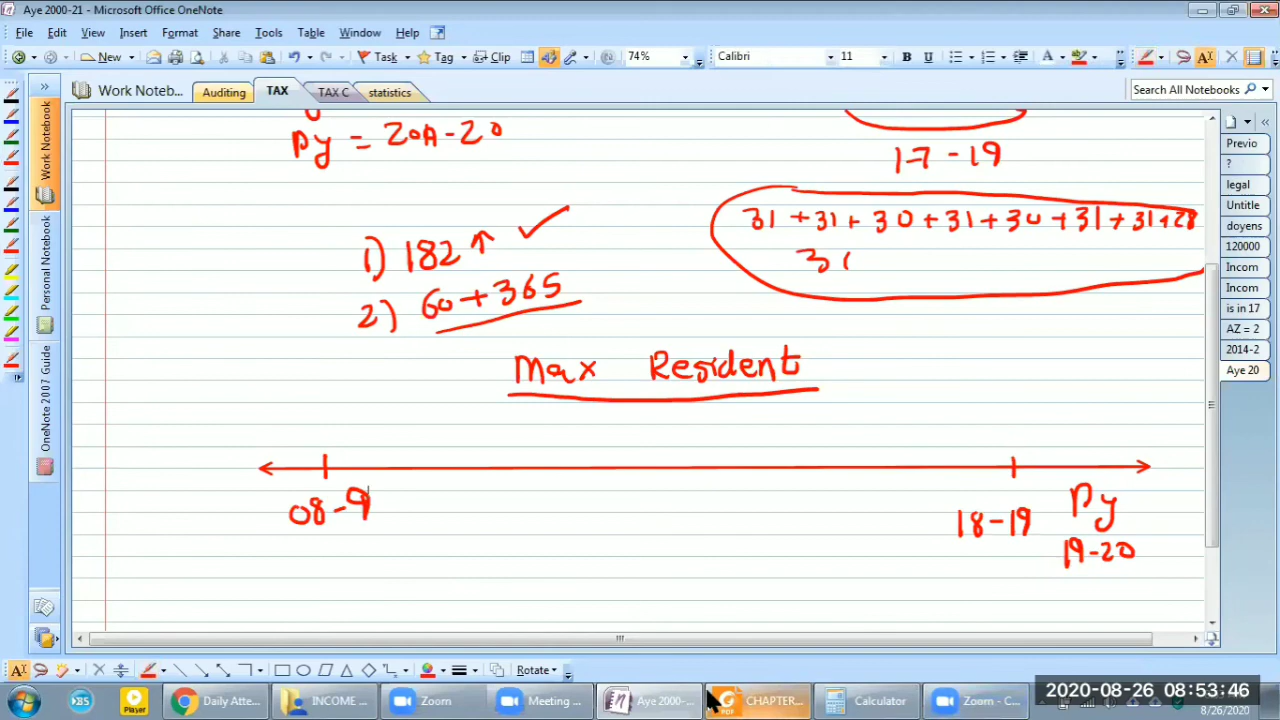 Aye 2000-21 - Microsoft Office OneNote
File Edit View Insert Format Share Tools Table Window Help
New Task Tag Clip 74% Calibri 11 B U A
Work Noteb... Auditing TAX TAX C statistics Search All Notebooks
Work Notebook
Personal Notebook
OneNote 2007 Guide
Previo
?
legal
Untitle
doyens
120000
Incom
Incom
is in 17
AZ = 2
2014-2
Aye 20
Py = 2019-20
1-7-19
31 + 31 + 30 + 31 + 30 + 31 + 31 + 28
31
1) 182 ↑ ✓
2) 60 + 365
Max Resident
08-9
18-19
Py
19-20
Rotate
Daily Atte... INCOME ... Zoom Meeting ... Aye 2000-... CHAPTER... Calculator Zoom - C...
2020-08-26 08:53:46
8/26/2020